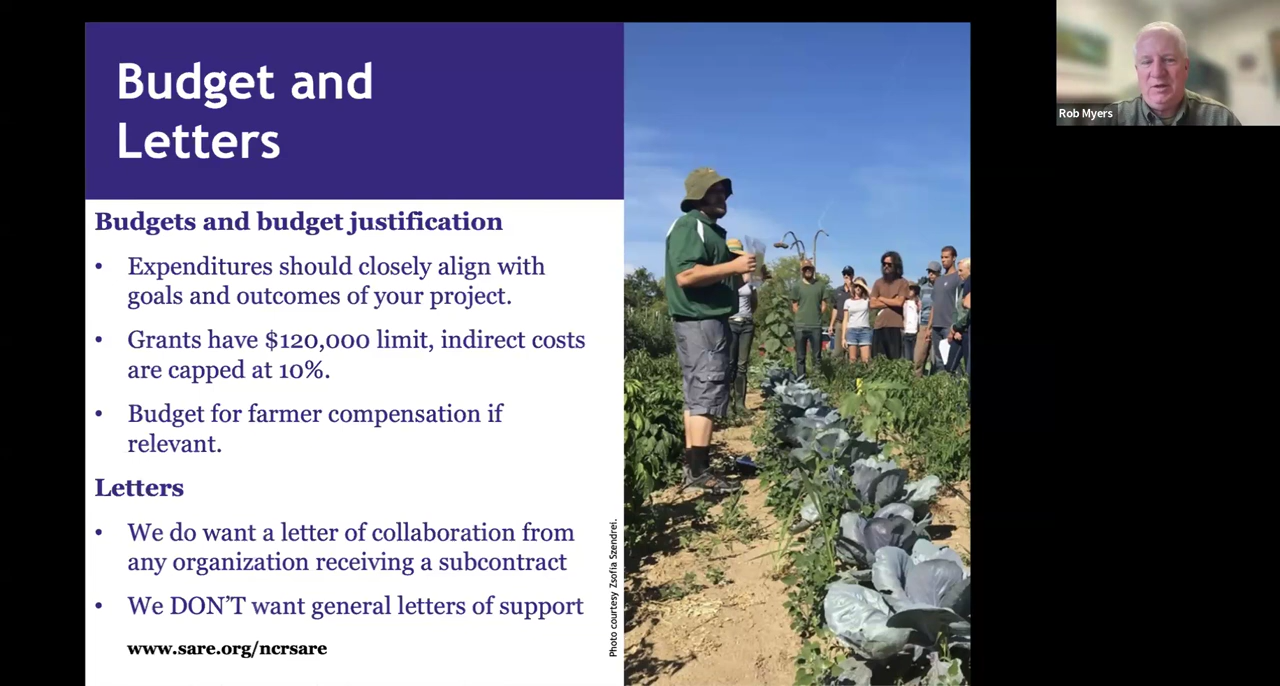 Budget and
Letters
Budgets and budget justification
• Expenditures should closely align with
goals and outcomes of your project.
• Grants have $120,000 limit, indirect costs
are capped at 10%.
• Budget for farmer compensation if
relevant.
Letters
• We do want a letter of collaboration from
any organization receiving a subcontract
• We DON’T want general letters of support
www.sare.org/ncrsare
Photo courtesy Zsofia Szendrei.
Rob Myers